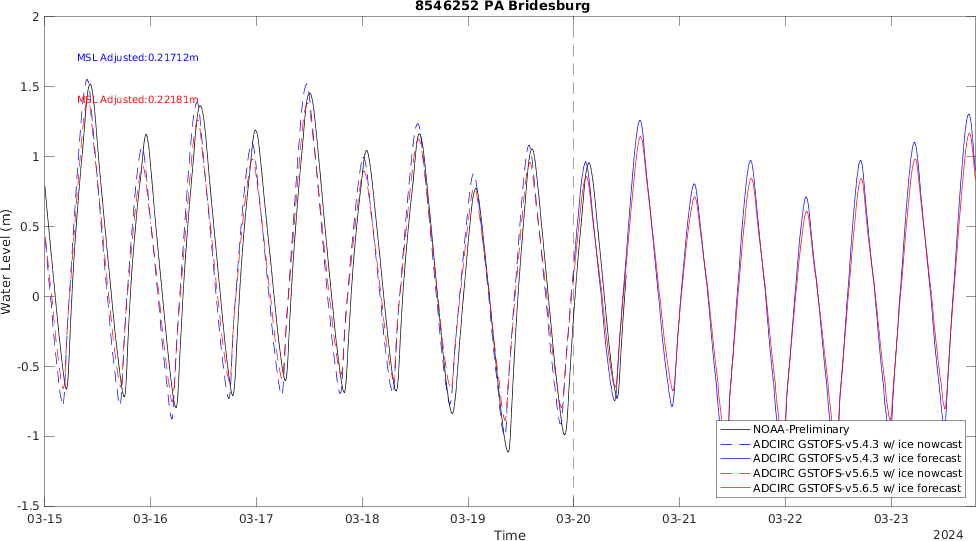 8546252 PA Bridesburg
2
1.5
1
0.5
0
-0.5
-1
-1.5
Water Level (m)
MSL Adjusted:0.21712m
MSL Adjusted:0.22181m
NOAA-Preliminary
ADCIRC GSTOFS-v5.4.3 w/ ice nowcast
ADCIRC GSTOFS-v5.4.3 w/ ice forecast
ADCIRC GSTOFS-v5.6.5 w/ ice nowcast
ADCIRC GSTOFS-v5.6.5 w/ ice forecast
03-15 03-16 03-17 03-18 03-19 03-20 03-21 03-22 03-23
Time
2024